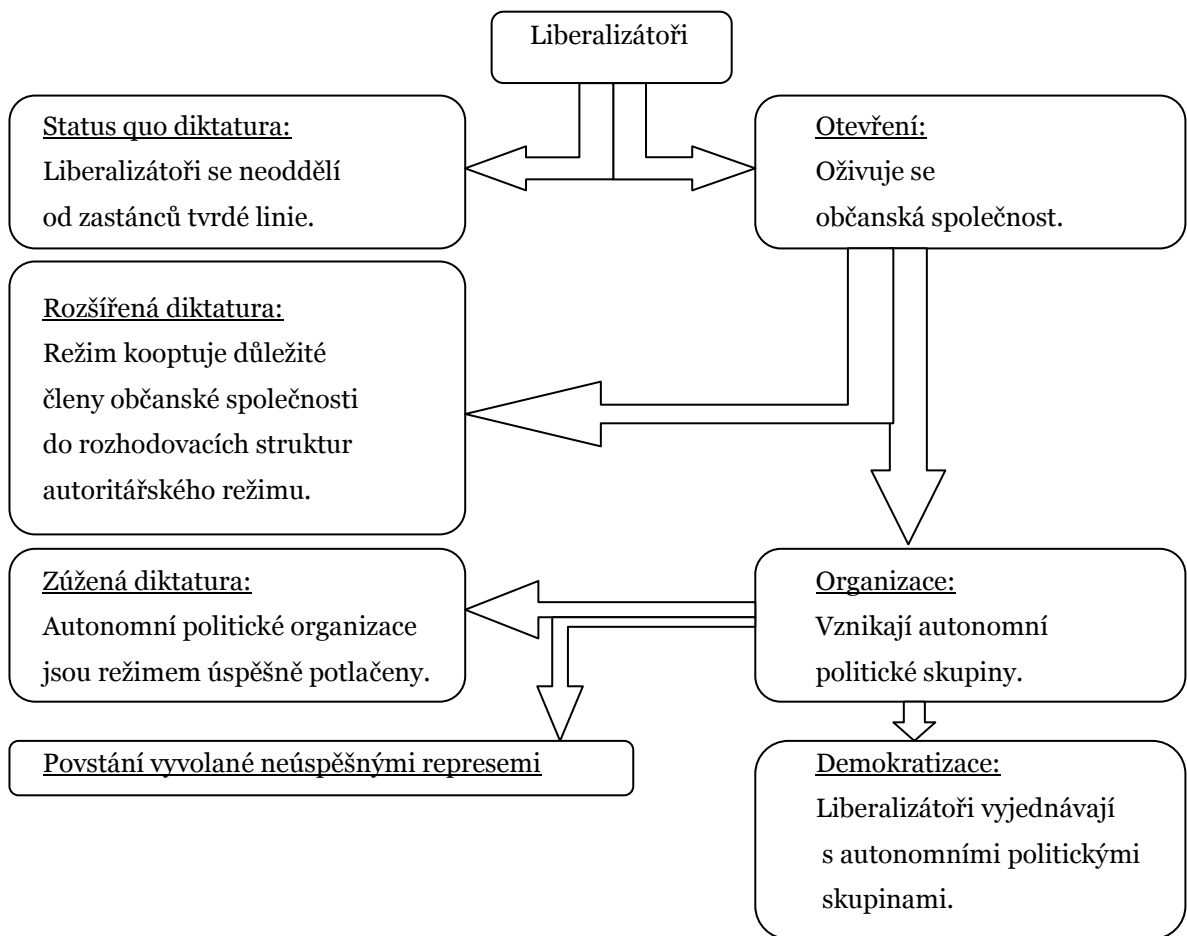 Liberalizátoři
Status quo diktatura:
Liberalizátoři se neoddělí
od zastánců tvrdé linie.
Otevření:
Oživuje se
občanská společnost.
Rozšířená diktatura:
Režim kooptuje důležité
členy občanské společnosti
do rozhodovacích struktur
autoritářského režimu.
Zúžená diktatura:
Autonomní politické organizace
jsou režimem úspěšně potlačeny.
Organizace:
Vznikají autonomní
politické skupiny.
Povstání vyvolané neúspěšnými represemi
Demokratizace:
Liberalizátoři vyjednávají
s autonomními politickými
skupinami.